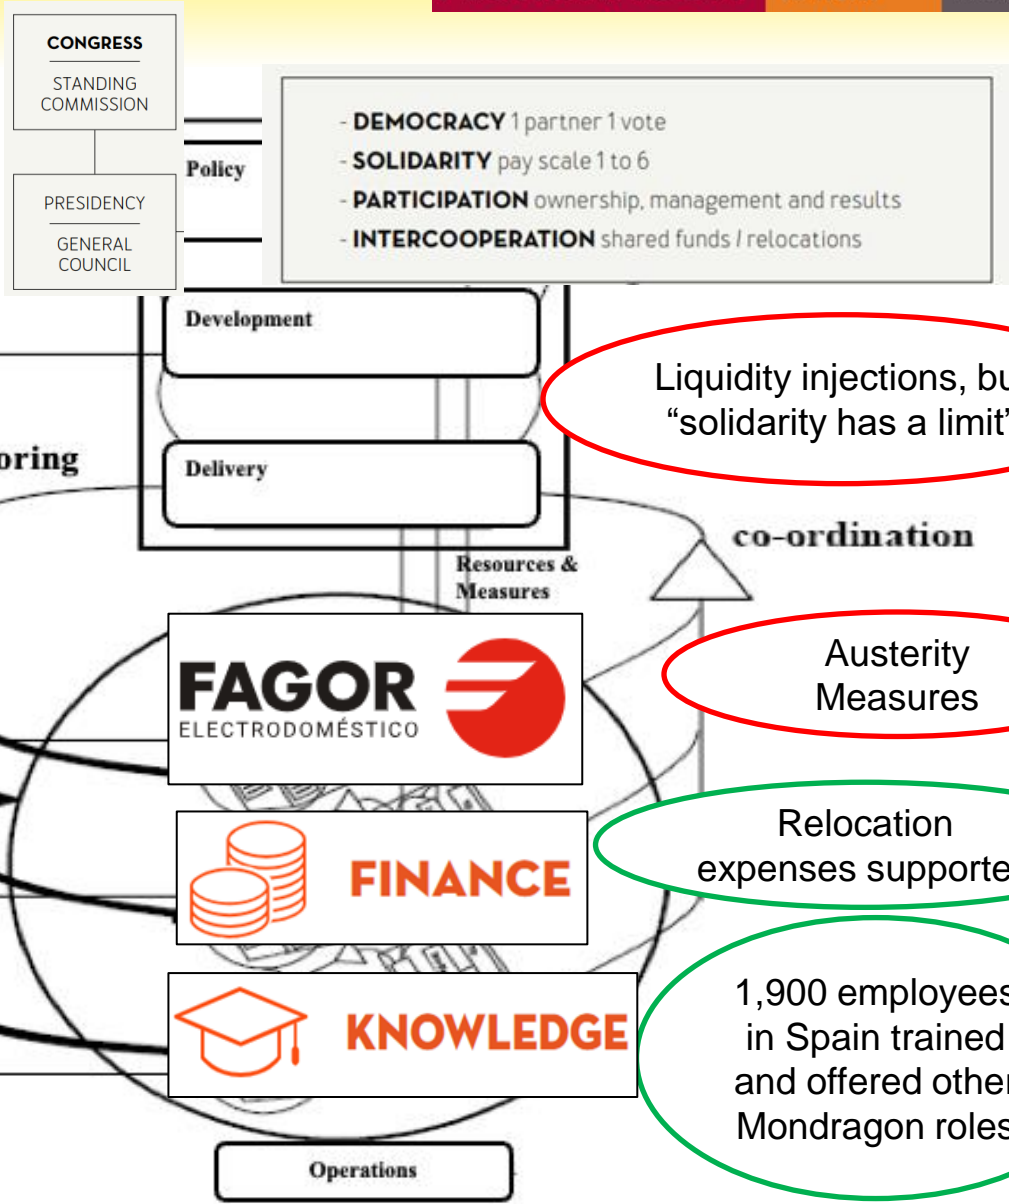 CONGRESS
STANDING
COMMISSION
PRESIDENCY
GENERAL
COUNCIL
Policy
- DEMOCRACY 1 partner 1 vote
- SOLIDARITY pay scale 1 to 6
- PARTICIPATION ownership, management and results
- INTERCOOPERATION shared funds / relocations
Development
Liquidity injections, bu
“solidarity has a limit”
oring
Delivery
co-ordination
Resources &
Measures
FAGOR
ELECTRODOMÉSTICO
Austerity
Measures
Relocation
expenses supporte
FINANCE
1,900 employees
in Spain trained
and offered other
Mondragon roles
KNOWLEDGE
Operations